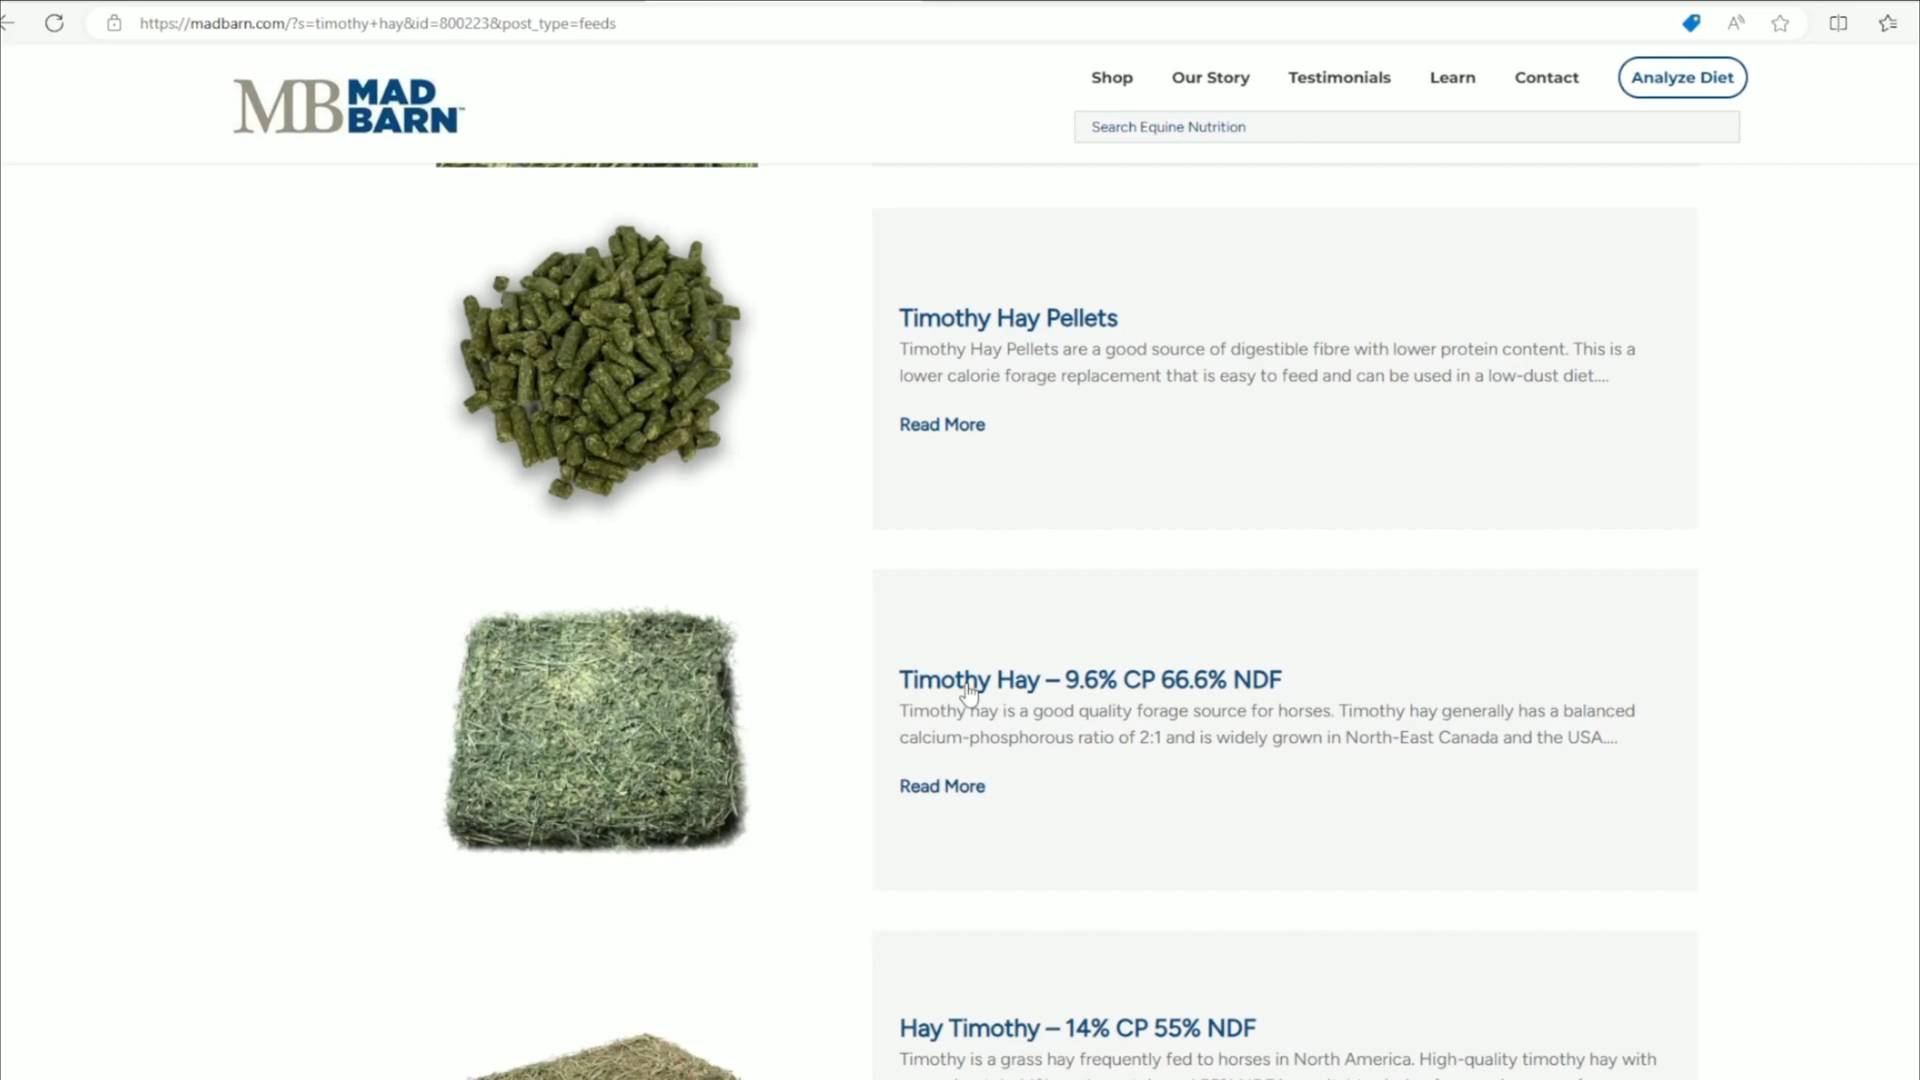 https://madbarn.com/?s=timothy+hay&id=800223&post_type=feeds
MB MAD BARN™
Shop Our Story Testimonials Learn Contact Analyze Diet
Search Equine Nutrition
Timothy Hay Pellets
Timothy Hay Pellets are a good source of digestible fibre with lower protein content. This is a
lower calorie forage replacement that is easy to feed and can be used in a low-dust diet....
Read More
Timothy Hay – 9.6% CP 66.6% NDF
Timothy hay is a good quality forage source for horses. Timothy hay generally has a balanced
calcium-phosphorous ratio of 2:1 and is widely grown in North-East Canada and the USA....
Read More
Hay Timothy – 14% CP 55% NDF
Timothy is a grass hay frequently fed to horses in North America. High-quality timothy hay with